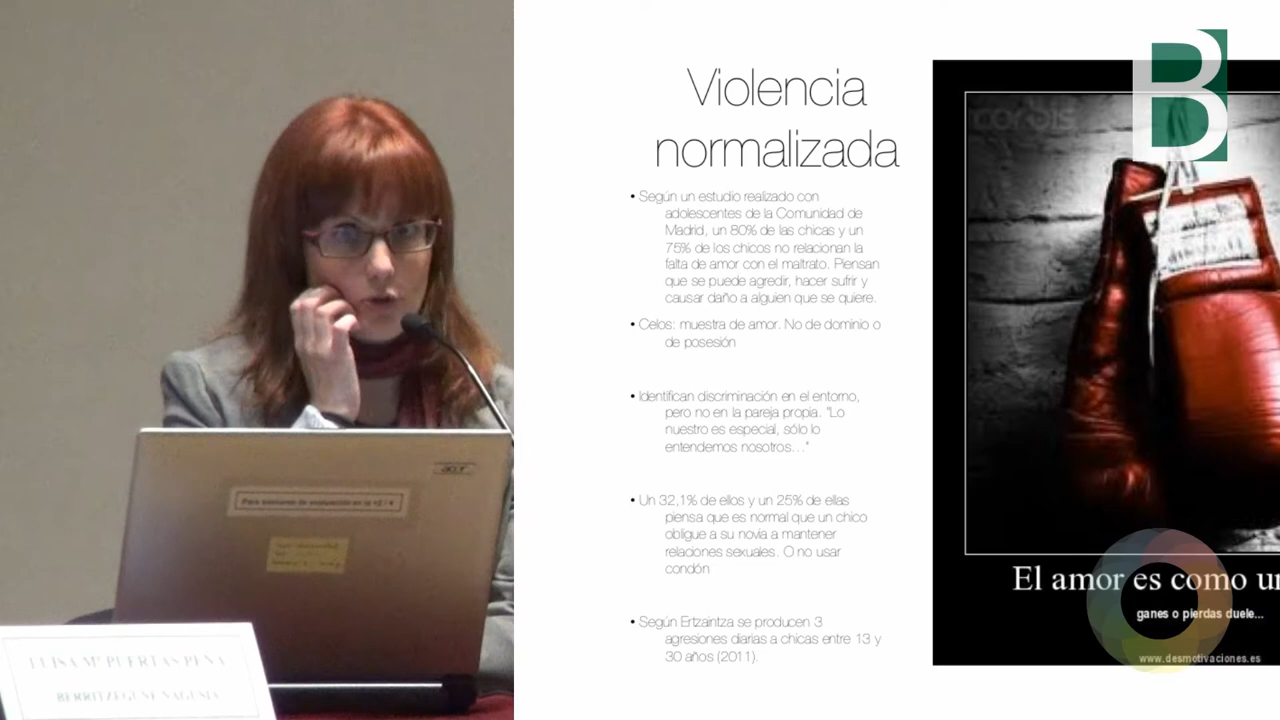 Violencia
normalizada
• Según un estudio realizado con
adolescentes de la Comunidad de
Madrid, un 80% de las chicas y un
75% de los chicos no relacionan la
falta de amor con el maltrato. Piensan
que se puede agredir, hacer sufrir y
causar daño a alguien que se quiere.
• Celos: muestra de amor. No de dominio o
de posesión
• Identifican discriminación en el entorno,
pero no en la pareja propia. "Lo
nuestro es especial, sólo lo
entendemos nosotros…"
• Un 32,1% de ellos y un 25% de ellas
piensa que es normal que un chico
obligue a su novia a mantener
relaciones sexuales. O no usar
condón
• Según Ertzaintza se producen 3
agresiones diarias a chicas entre 13 y
30 años (2011).
B
corbis
El amor es como un
ganes o pierdas duele...
www.desmotivaciones.es
acer
LUISA Mª PUERTAS PEÑA
BERRITZEGUNE NAGUSIA